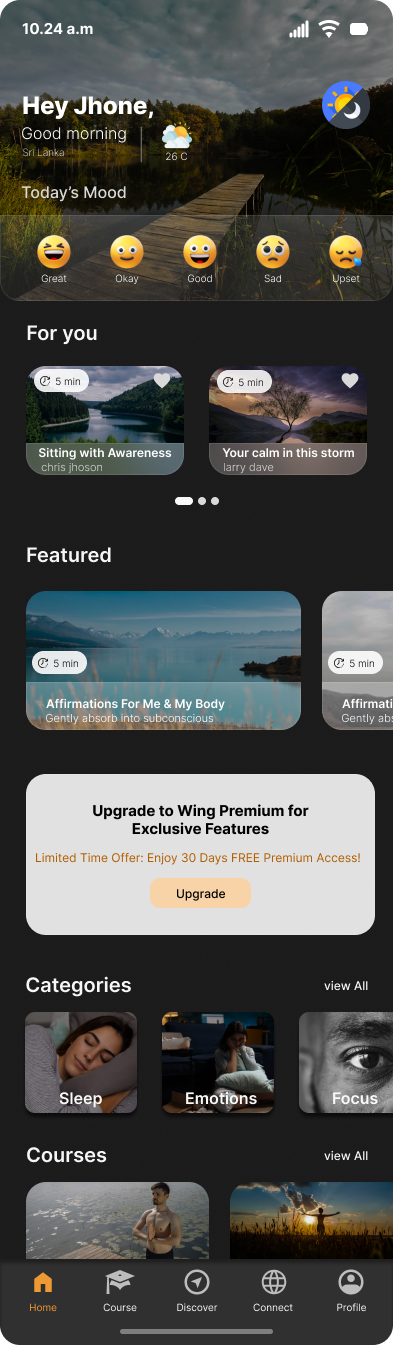 10.24 a.m
Hey Jhone,
Good morning
Sri Lanka
26 C
Today's Mood
Great
Okay
Good
Sad
Upset
For you
5 min
5 min
Sitting with Awareness
chris jhoson
Your calm in this storm
larry dave
Featured
5 min
5 min
Affirmations For Me & My Body
Gently absorb into subconscious
Affirmati
Gently abs
Upgrade to Wing Premium for
Exclusive Features
Limited Time Offer: Enjoy 30 Days FREE Premium Access!
Upgrade
Categories
view All
Sleep
Emotions
Focus
Courses
view All
Home
Course
Discover
Connect
Profile